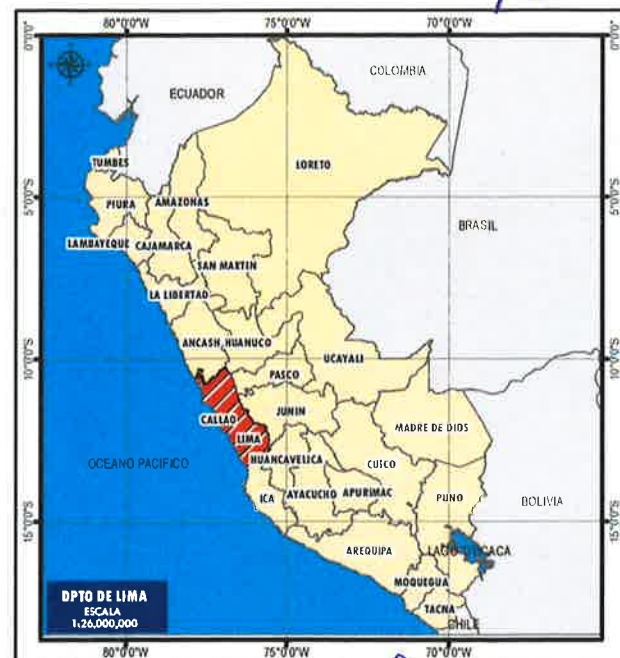 80°0'0"W 75°0'0"W 70°0'0"W
0°0'0" 0°0'0"
COLOMBIA
ECUADOR
TUMBES
LORETO
5°0'0"S 5°0'0"S
PIURA AMAZONAS
BRASIL
LAMBAYEQUE CAJAMARCA
SAN MARTIN
LA LIBERTAD
ANCASH HUANUCO
UCAYALI
10°0'0"S 10°0'0"S
PASCO
JUNIN
CALLAO
MADRE DE DIOS
LIMA
HUANCAVELICA
OCEANO PACIFICO
CUSCO
ICA AYACUCHO APURIMAC
PUNO
BOLIVIA
15°0'0"S 15°0'0"S
AREQUIPA
MOQUEGUA
TACNA
CHILE
DPTO DE LIMA
ESCALA
1:26,000,000
80°0'0"W 75°0'0"W 70°0'0"W